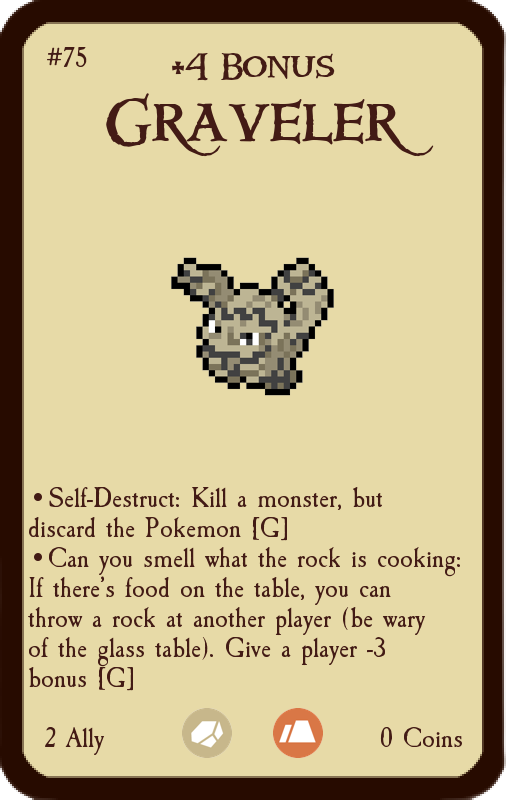 #75
+4 Bonus
Graveler
• Self-Destruct: Kill a monster, but
discard the Pokemon [G]
• Can you smell what the rock is cooking:
If there's food on the table, you can
throw a rock at another player (be wary
of the glass table). Give a player -3
bonus [G]
2 Ally
0 Coins